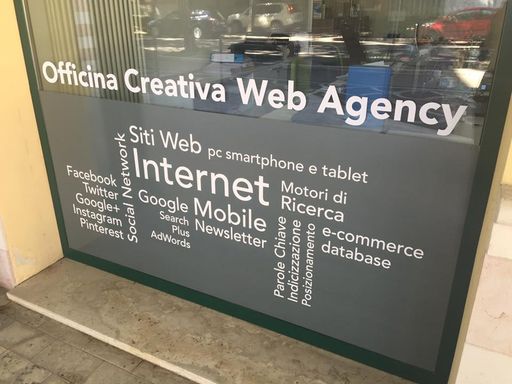 Officina Creativa Web Agency
Siti Web
pc smartphone e tablet
Social Network
Internet
Facebook
Twitter
Google+
Instagram
Pinterest
Google
Search
Plus
AdWords
Mobile
Newsletter
Motori di
Ricerca
Parole Chiave
Indicizzazione
Posizionamento
e-commerce
database